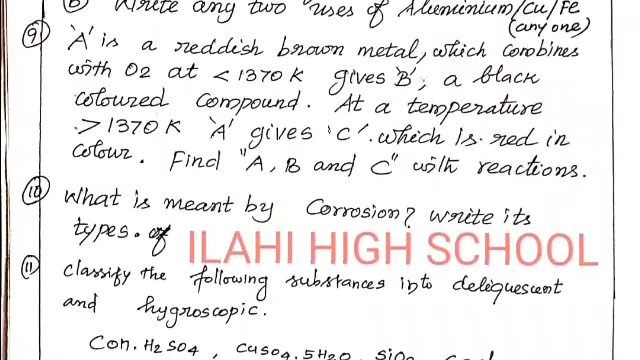 b) Write any two uses of Aluminium/Cu/Fe
(any one)
⑨ 'A' is a reddish brown metal, which combines
with O2 at < 1370 K gives 'B', a black
coloured compound. At a temperature
> 1370 K 'A' gives 'C' which is red in
colour. Find "A, B and C" with reactions.
⑩ What is meant by Corrosion? write its
types. of
ILAHI HIGH SCHOOL
⑪ classify the following substances into deliquescent
and hygroscopic.
Con. H2SO4, CuSO4.5H2O, SiO2